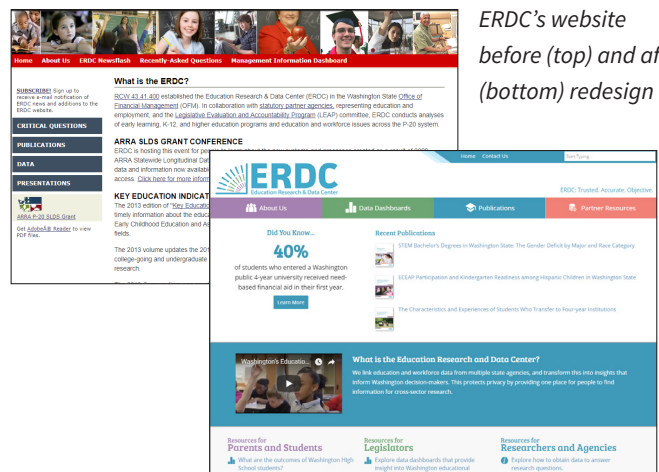 ERDC's website
before (top) and af
(bottom) redesign
Home About Us ERDC Newsflash Recently-Asked Questions Management Information Dashboard
SUBSCRIBE! Sign up to
receive e-mail notification of
ERDC news and additions to the
ERDC website.
CRITICAL QUESTIONS
PUBLICATIONS
DATA
PRESENTATIONS
ARRA P-20 SLDS Grant
Get AdobeÂ® Reader to view
PDF files.
What is the ERDC?
RCW 43.41.400 established the Education Research & Data Center (ERDC) in the Washington State Office of
Financial Management (OFM). In collaboration with statutory partner agencies, representing education and
employment, and the Legislative Evaluation and Accountability Program (LEAP) committee, ERDC conducts analyses
of early learning, K-12, and higher education programs and education and workforce issues across the P-20 system.
ARRA SLDS GRANT CONFERENCE
ERDC is hosting this event for
ARRA Statewide Longitudinal Dat
data and information now availabl
access. Click here for more inform
KEY EDUCATION INDICAT
The 2013 edition of "Key Educatio
timely information about the educa
Early Childhood Education and As
fields.
The 2013 volume updates the 201
college-going and undergraduate
research.
Home Contact Us
Start Typing...
ERDC
Education Research & Data Center
ERDC: Trusted. Accurate. Objective.
About Us Data Dashboards Publications Partner Resources
Did You Know...
40%
of students who entered a Washington
public 4-year university received need-
based financial aid in their first year.
Learn More
Recent Publications
STEM Bachelor's Degrees in Washington State: The Gender Deficit by Major and Race Category
ECEAP Participation and Kindergarten Readiness among Hispanic Children in Washington State
The Characteristics and Experiences of Students Who Transfer to Four-year Institutions
Washington's Educatio...
What is the Education Research and Data Center?
We link education and workforce data from multiple state agencies, and transform this into insights that
inform Washington decision-makers. This protects privacy by providing one place for people to find
information for cross-sector research.
Resources for
Parents and Students
What are the outcomes of Washington High
School students?
Resources for
Legislators
Explore data dashboards that provide
insight into Washington educational
Resources for
Researchers and Agencies
Explore how to obtain data to answer
research questions.